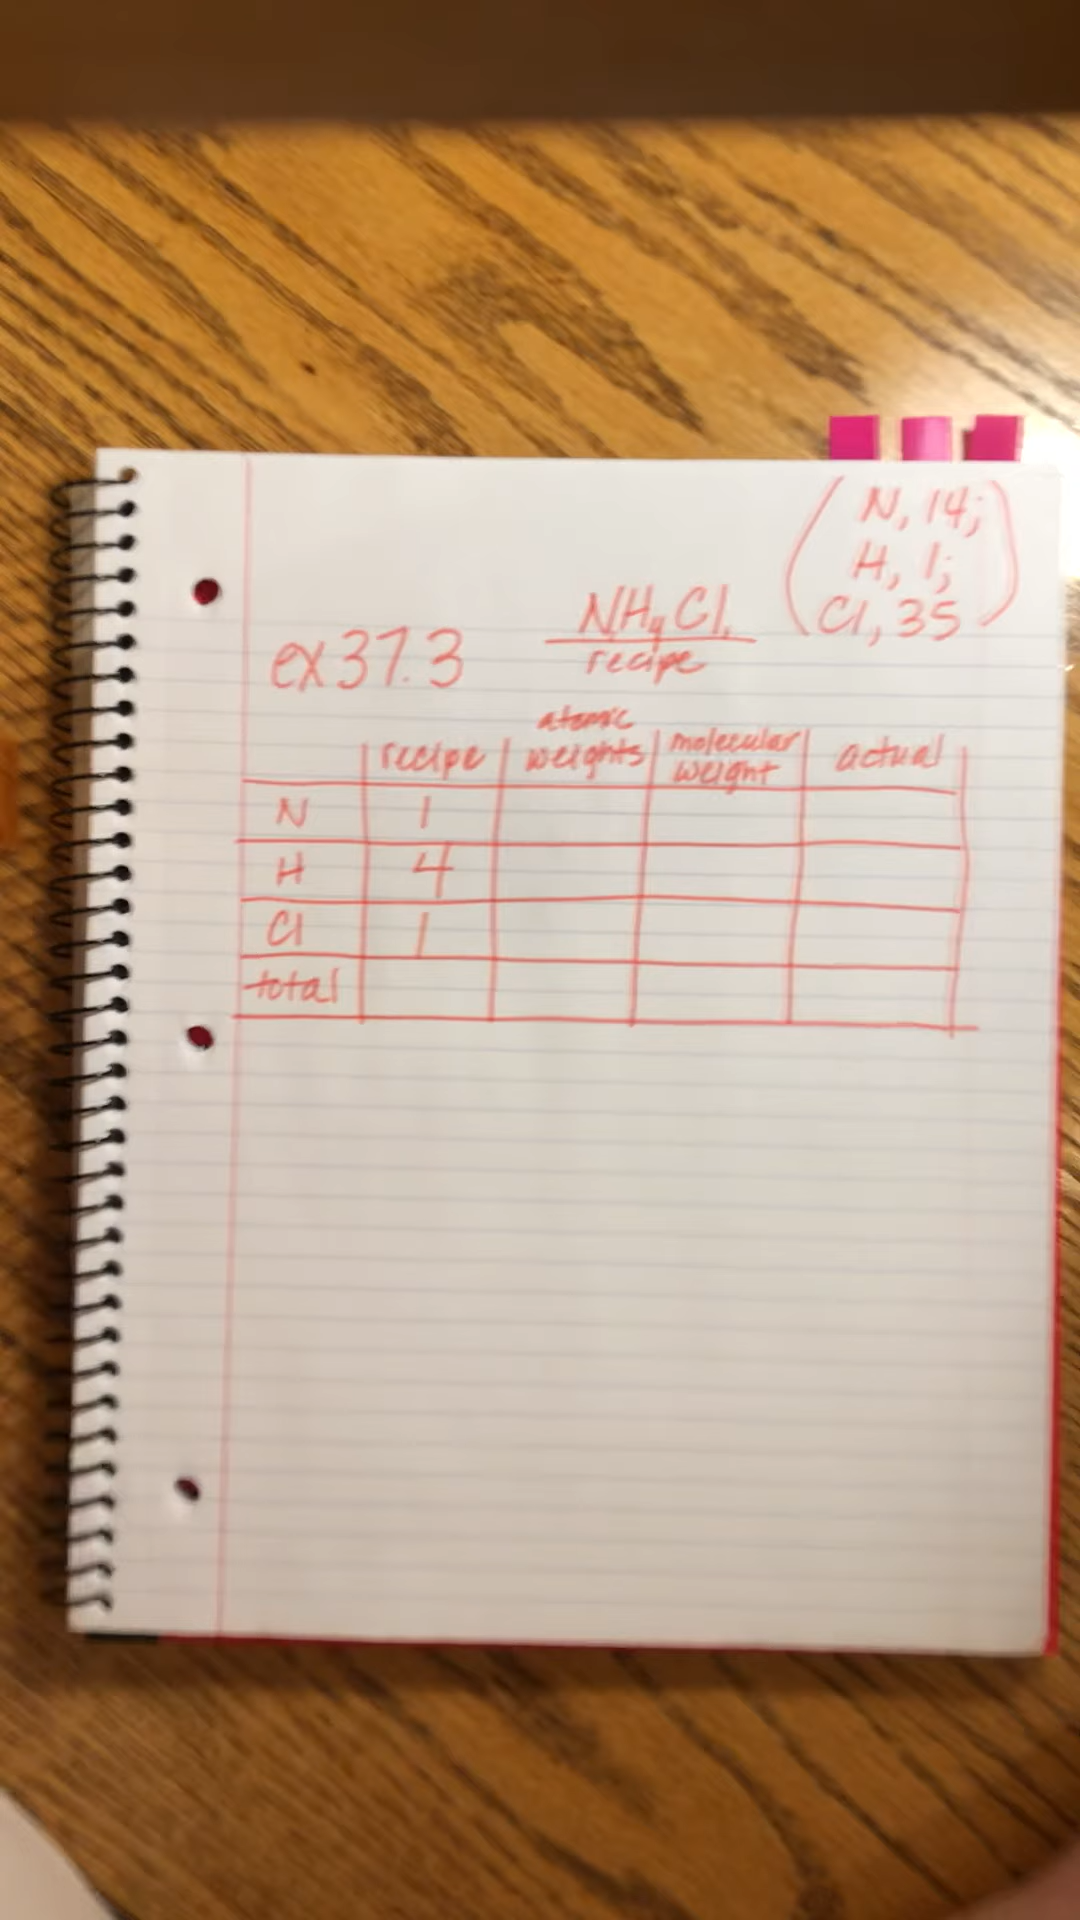 ( N, 14;
H, 1;
Cl, 35 )
NH₄Cl
recipe
ex 37.3
recipe atomic weights molecular weight actual
N 1
H 4
Cl 1
total